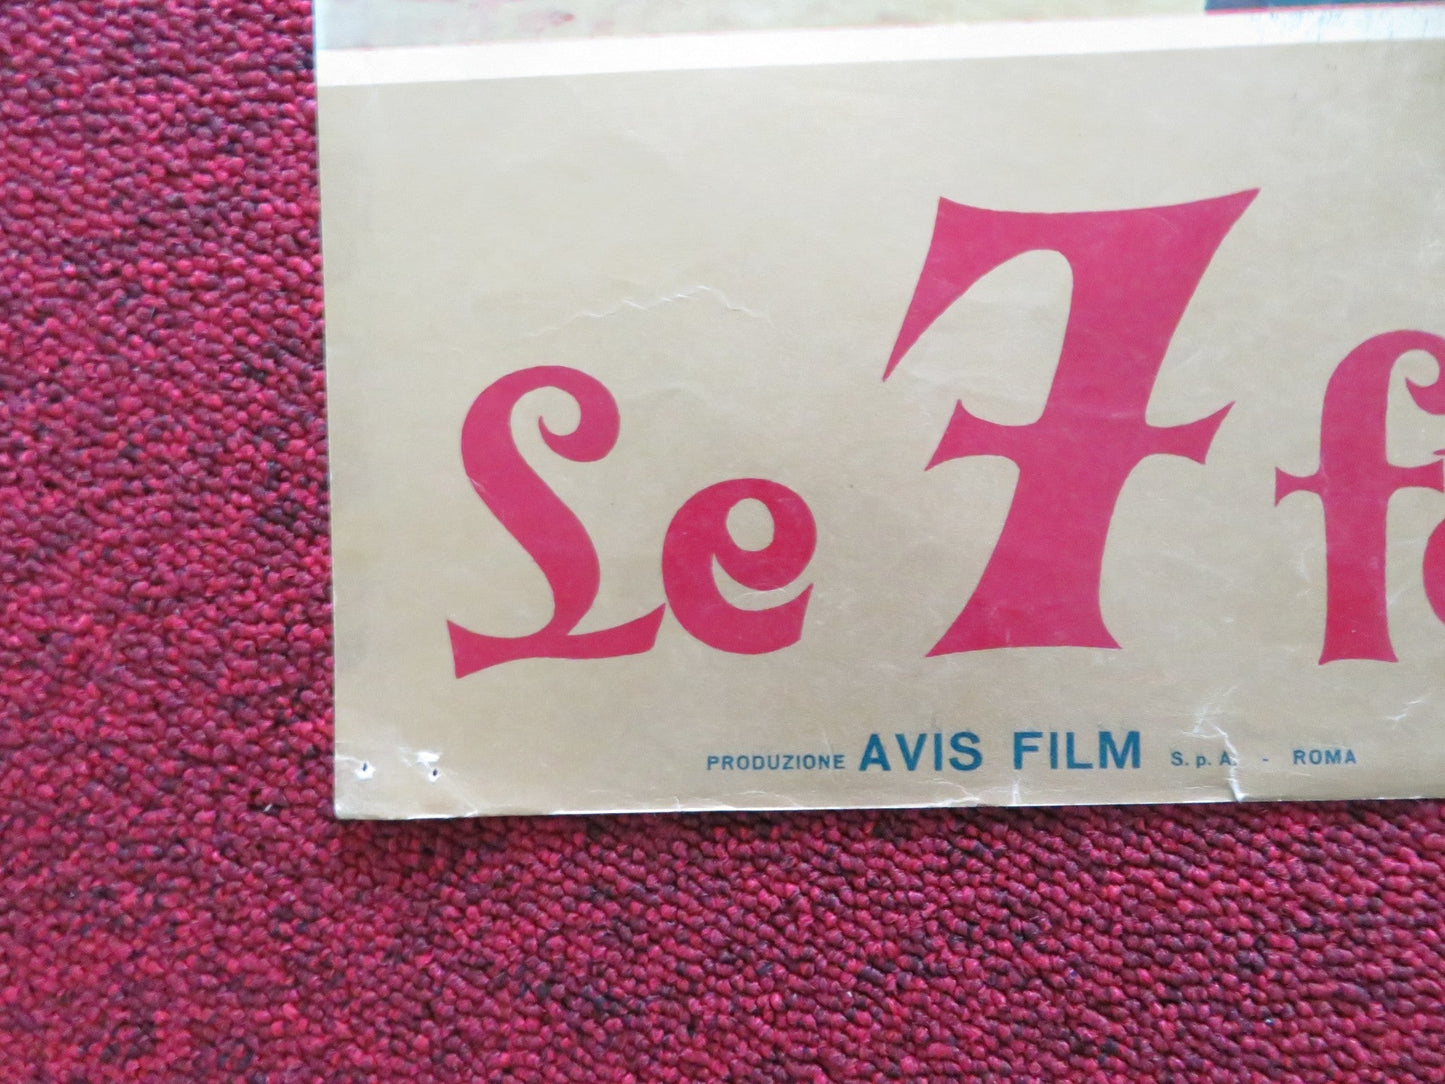 Le 7
PRODUZIONE AVIS FILM S.p.A. - ROMA